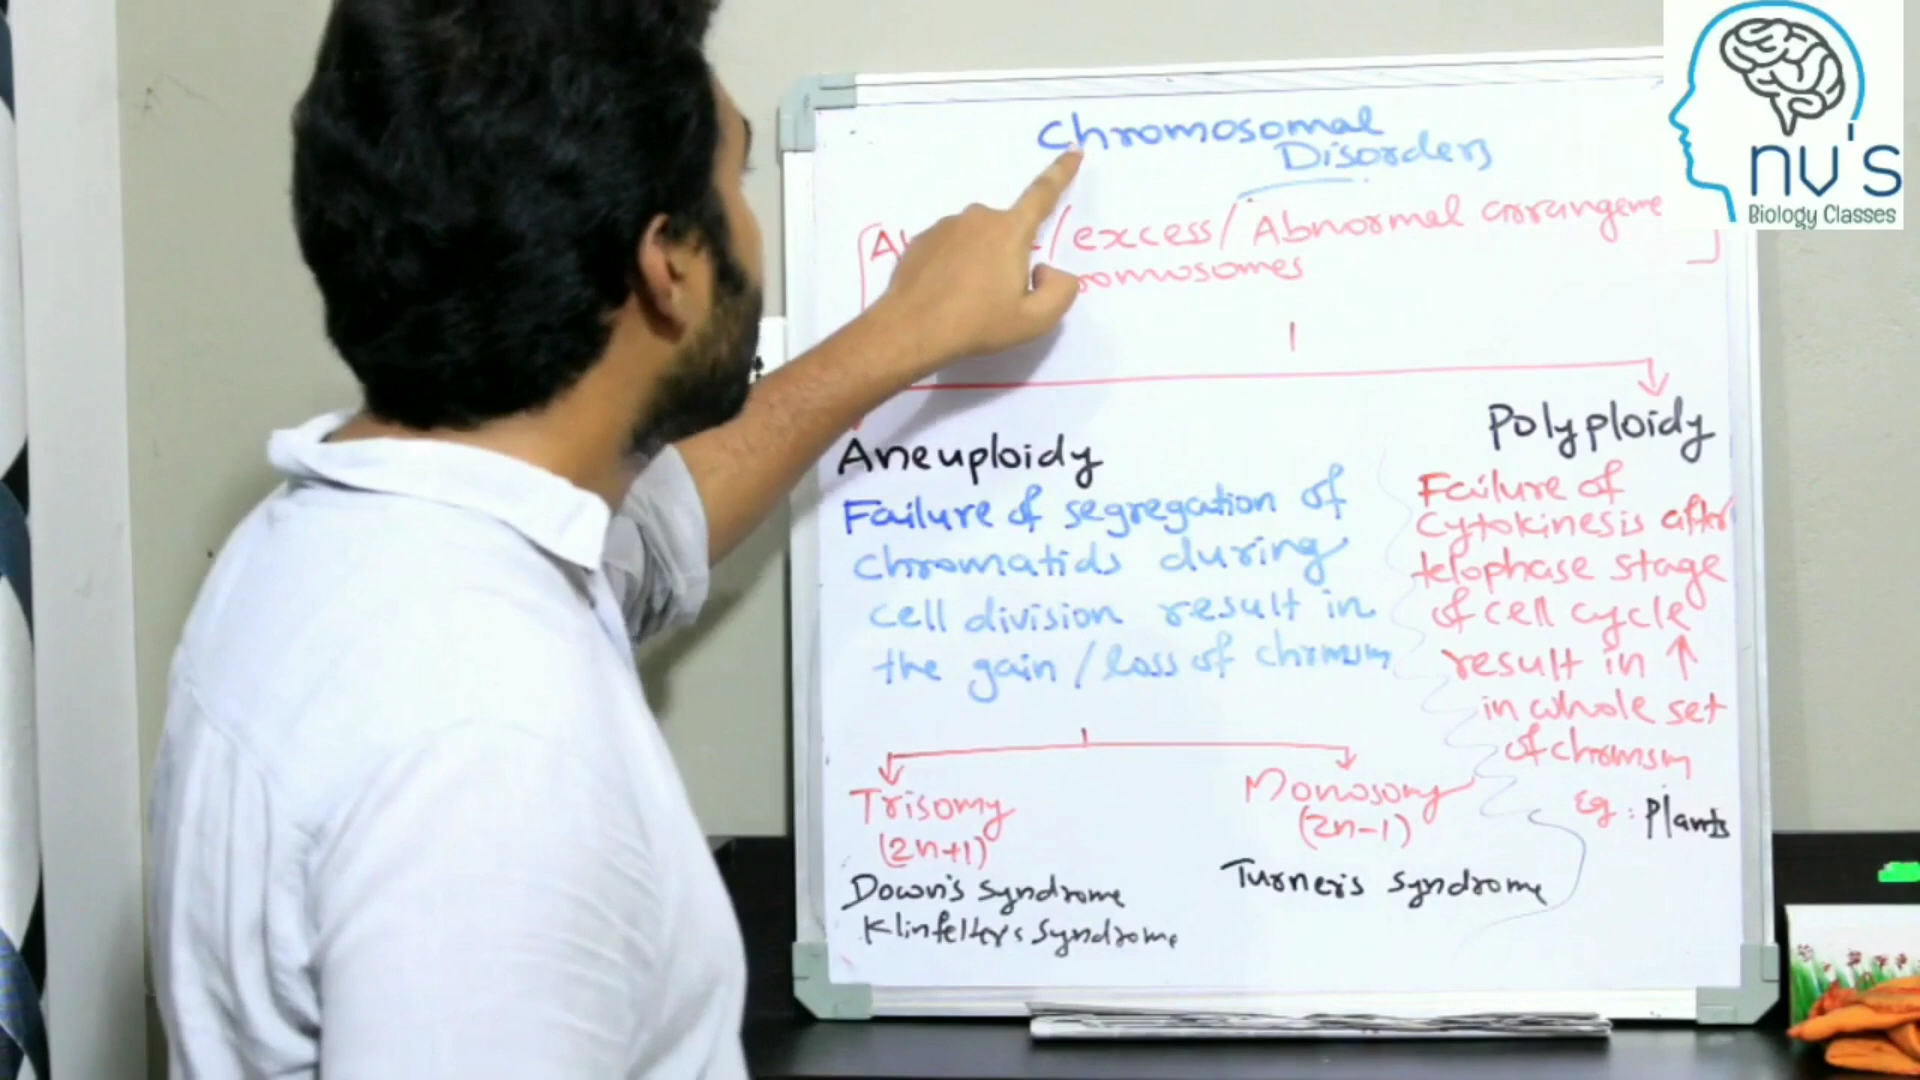 Chromosomal
Disorders
/excess/Abnormal arrangeme
romosomes
Aneuploidy
Failure of segregation of
chromatids during
cell division result in
the gain/loss of chrmsm
Trisomy
(2n+1)
Down's syndrome
Klinfelter's syndrome
Monosomy
(2n-1)
Turner's syndrome
Polyploidy
Failure of
cytokinesis after
telophase stage
of cell cycle
result in ↑
in whole set
of chromsm
Eg: Plants
nv's
Biology Classes